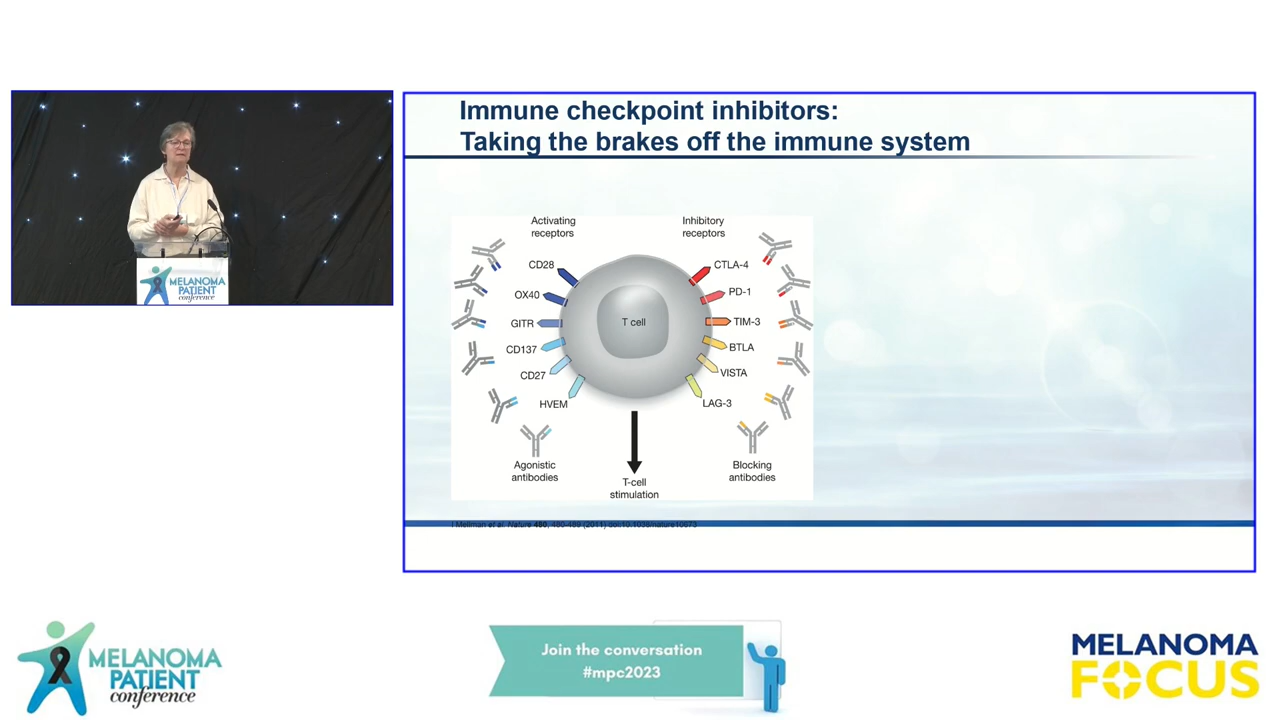 Immune checkpoint inhibitors:
Taking the brakes off the immune system
Activating
receptors
Inhibitory
receptors
CD28
OX40
GITR
CD137
CD27
HVEM
T cell
CTLA-4
PD-1
TIM-3
BTLA
VISTA
LAG-3
Agonistic
antibodies
T-cell
stimulation
Blocking
antibodies
I Mellman et al. Nature 480, 480-489 (2011) doi:10.1038/nature10673
MELANOMA
PATIENT
conference
MELANOMA
PATIENT
conference
Join the conversation
#mpc2023
MELANOMA
FOCUS